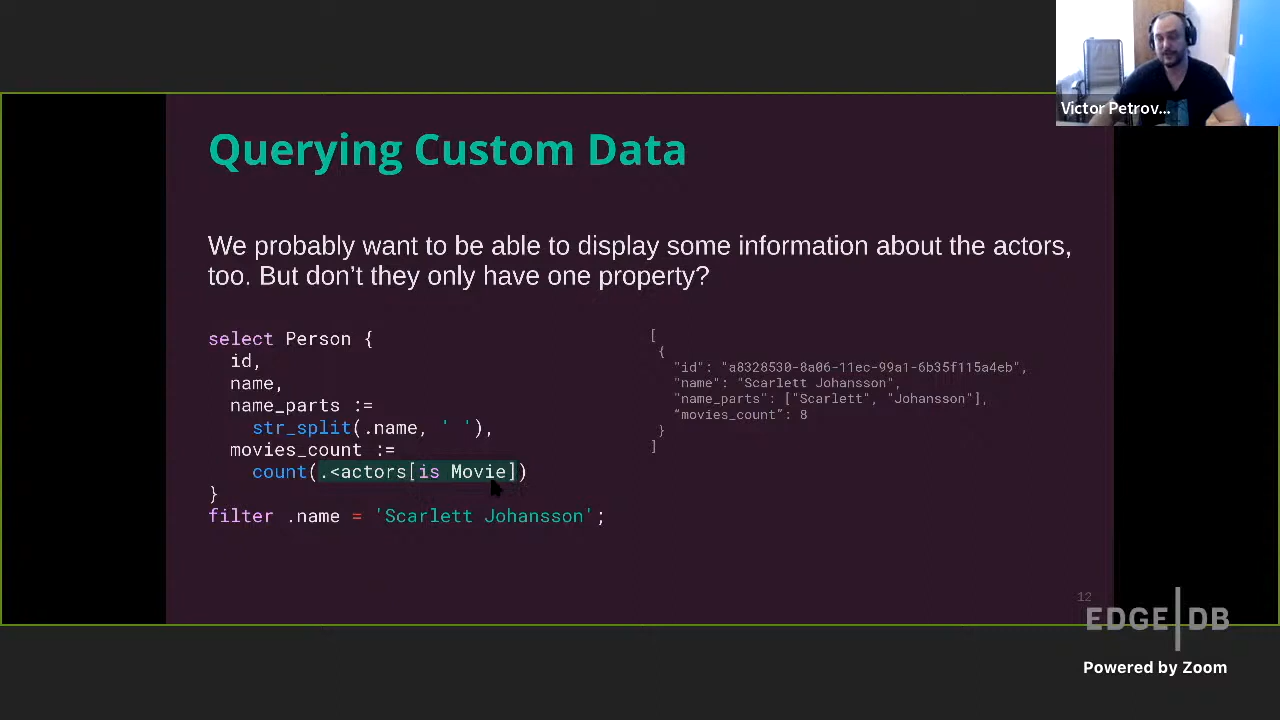 Victor Petrov...
Querying Custom Data
We probably want to be able to display some information about the actors,
too. But don't they only have one property?
select Person {
id,
name,
name_parts :=
str_split(.name, ' '),
movies_count :=
count(.<actors[is Movie])
}
filter .name = 'Scarlett Johansson';
[
{
"id": "a8328530-8a06-11ec-99a1-6b35f115a4eb",
"name": "Scarlett Johansson",
"name_parts": ["Scarlett", "Johansson"],
"movies_count": 8
}
]
12
EDGE|DB
Powered by Zoom